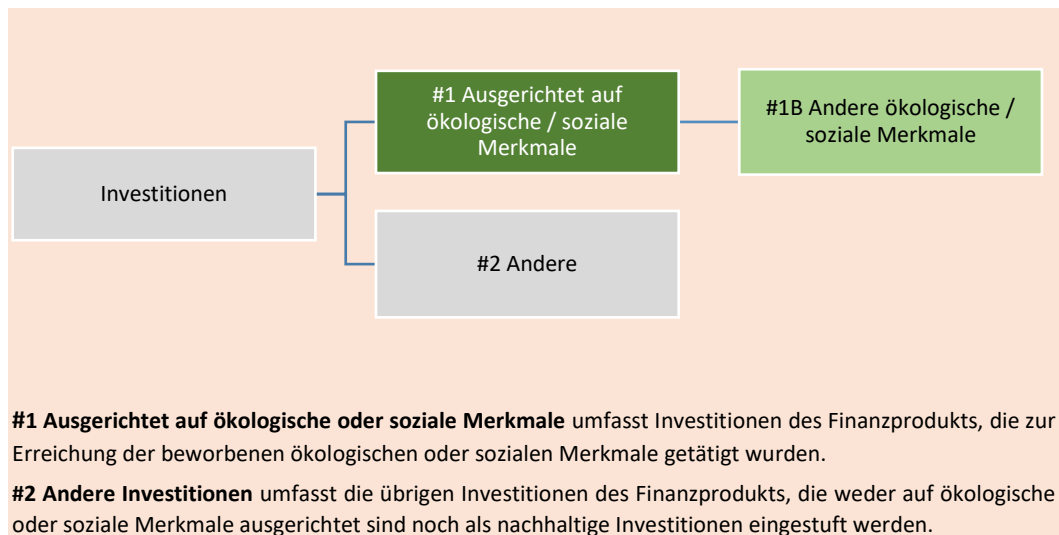 #1 Ausgerichtet auf
ökologische / soziale
Merkmale
#1B Andere ökologische /
soziale Merkmale
Investitionen
#2 Andere
#1 Ausgerichtet auf ökologische oder soziale Merkmale umfasst Investitionen des Finanzprodukts, die zur
Erreichung der beworbenen ökologischen oder sozialen Merkmale getätigt wurden.
#2 Andere Investitionen umfasst die übrigen Investitionen des Finanzprodukts, die weder auf ökologische
oder soziale Merkmale ausgerichtet sind noch als nachhaltige Investitionen eingestuft werden.